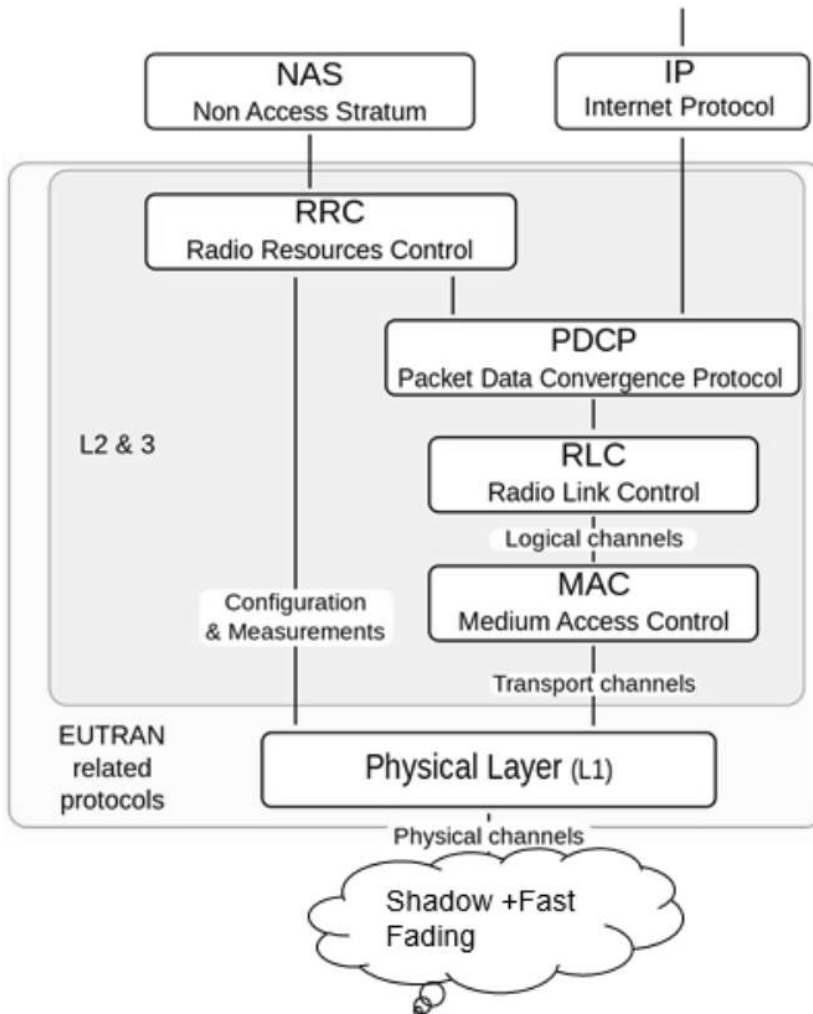 NAS
Non Access Stratum
IP
Internet Protocol
RRC
Radio Resources Control
PDCP
Packet Data Convergence Protocol
L2 & 3
RLC
Radio Link Control
Logical channels
MAC
Medium Access Control
Configuration
& Measurements
Transport channels
EUTRAN
related
protocols
Physical Layer (L1)
Physical channels
Shadow +Fast
Fading